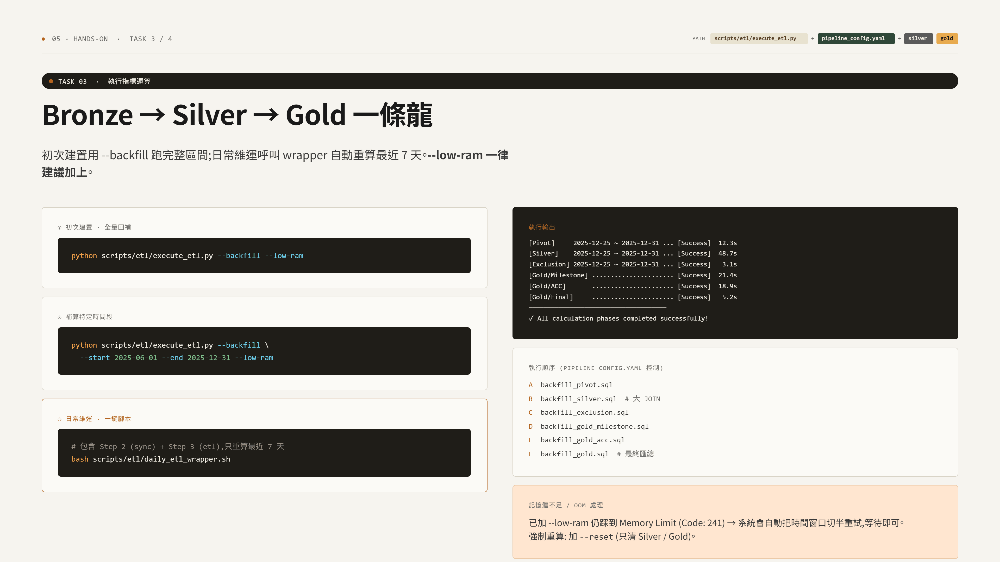 05 · HANDS-ON · TASK 3 / 4
PATH scripts/etl/execute_etl.py + pipeline_config.yaml → silver gold
TASK 03 · 執行指標運算
Bronze → Silver → Gold 一條龍
初次建置用 --backfill 跑完整區間;日常維運呼叫 wrapper 自動重算最近 7 天。--low-ram 一律
建議加上。
① 初次建置 · 全量回補
python scripts/etl/execute_etl.py --backfill --low-ram
② 補算特定時間段
python scripts/etl/execute_etl.py --backfill \
--start 2025-06-01 --end 2025-12-31 --low-ram
③ 日常維運 · 一鍵腳本
# 包含 Step 2 (sync) + Step 3 (etl),只重算最近 7 天
bash scripts/etl/daily_etl_wrapper.sh
執行輸出
[Pivot] 2025-12-25 ~ 2025-12-31 ... [Success] 12.3s
[Silver] 2025-12-25 ~ 2025-12-31 ... [Success] 48.7s
[Exclusion] 2025-12-25 ~ 2025-12-31 ... [Success] 3.1s
[Gold/Milestone] ...................... [Success] 21.4s
[Gold/ACC] ...................... [Success] 18.9s
[Gold/Final] ...................... [Success] 5.2s
✓ All calculation phases completed successfully!
執行順序 (PIPELINE_CONFIG.YAML 控制)
A backfill_pivot.sql
B backfill_silver.sql # 大 JOIN
C backfill_exclusion.sql
D backfill_gold_milestone.sql
E backfill_gold_acc.sql
F backfill_gold.sql # 最終匯總
記憶體不足 / OOM 處理
已加 --low-ram 仍踩到 Memory Limit (Code: 241) → 系統會自動把時間窗口切半重試,等待即可。
強制重算: 加 --reset (只清 Silver / Gold)。